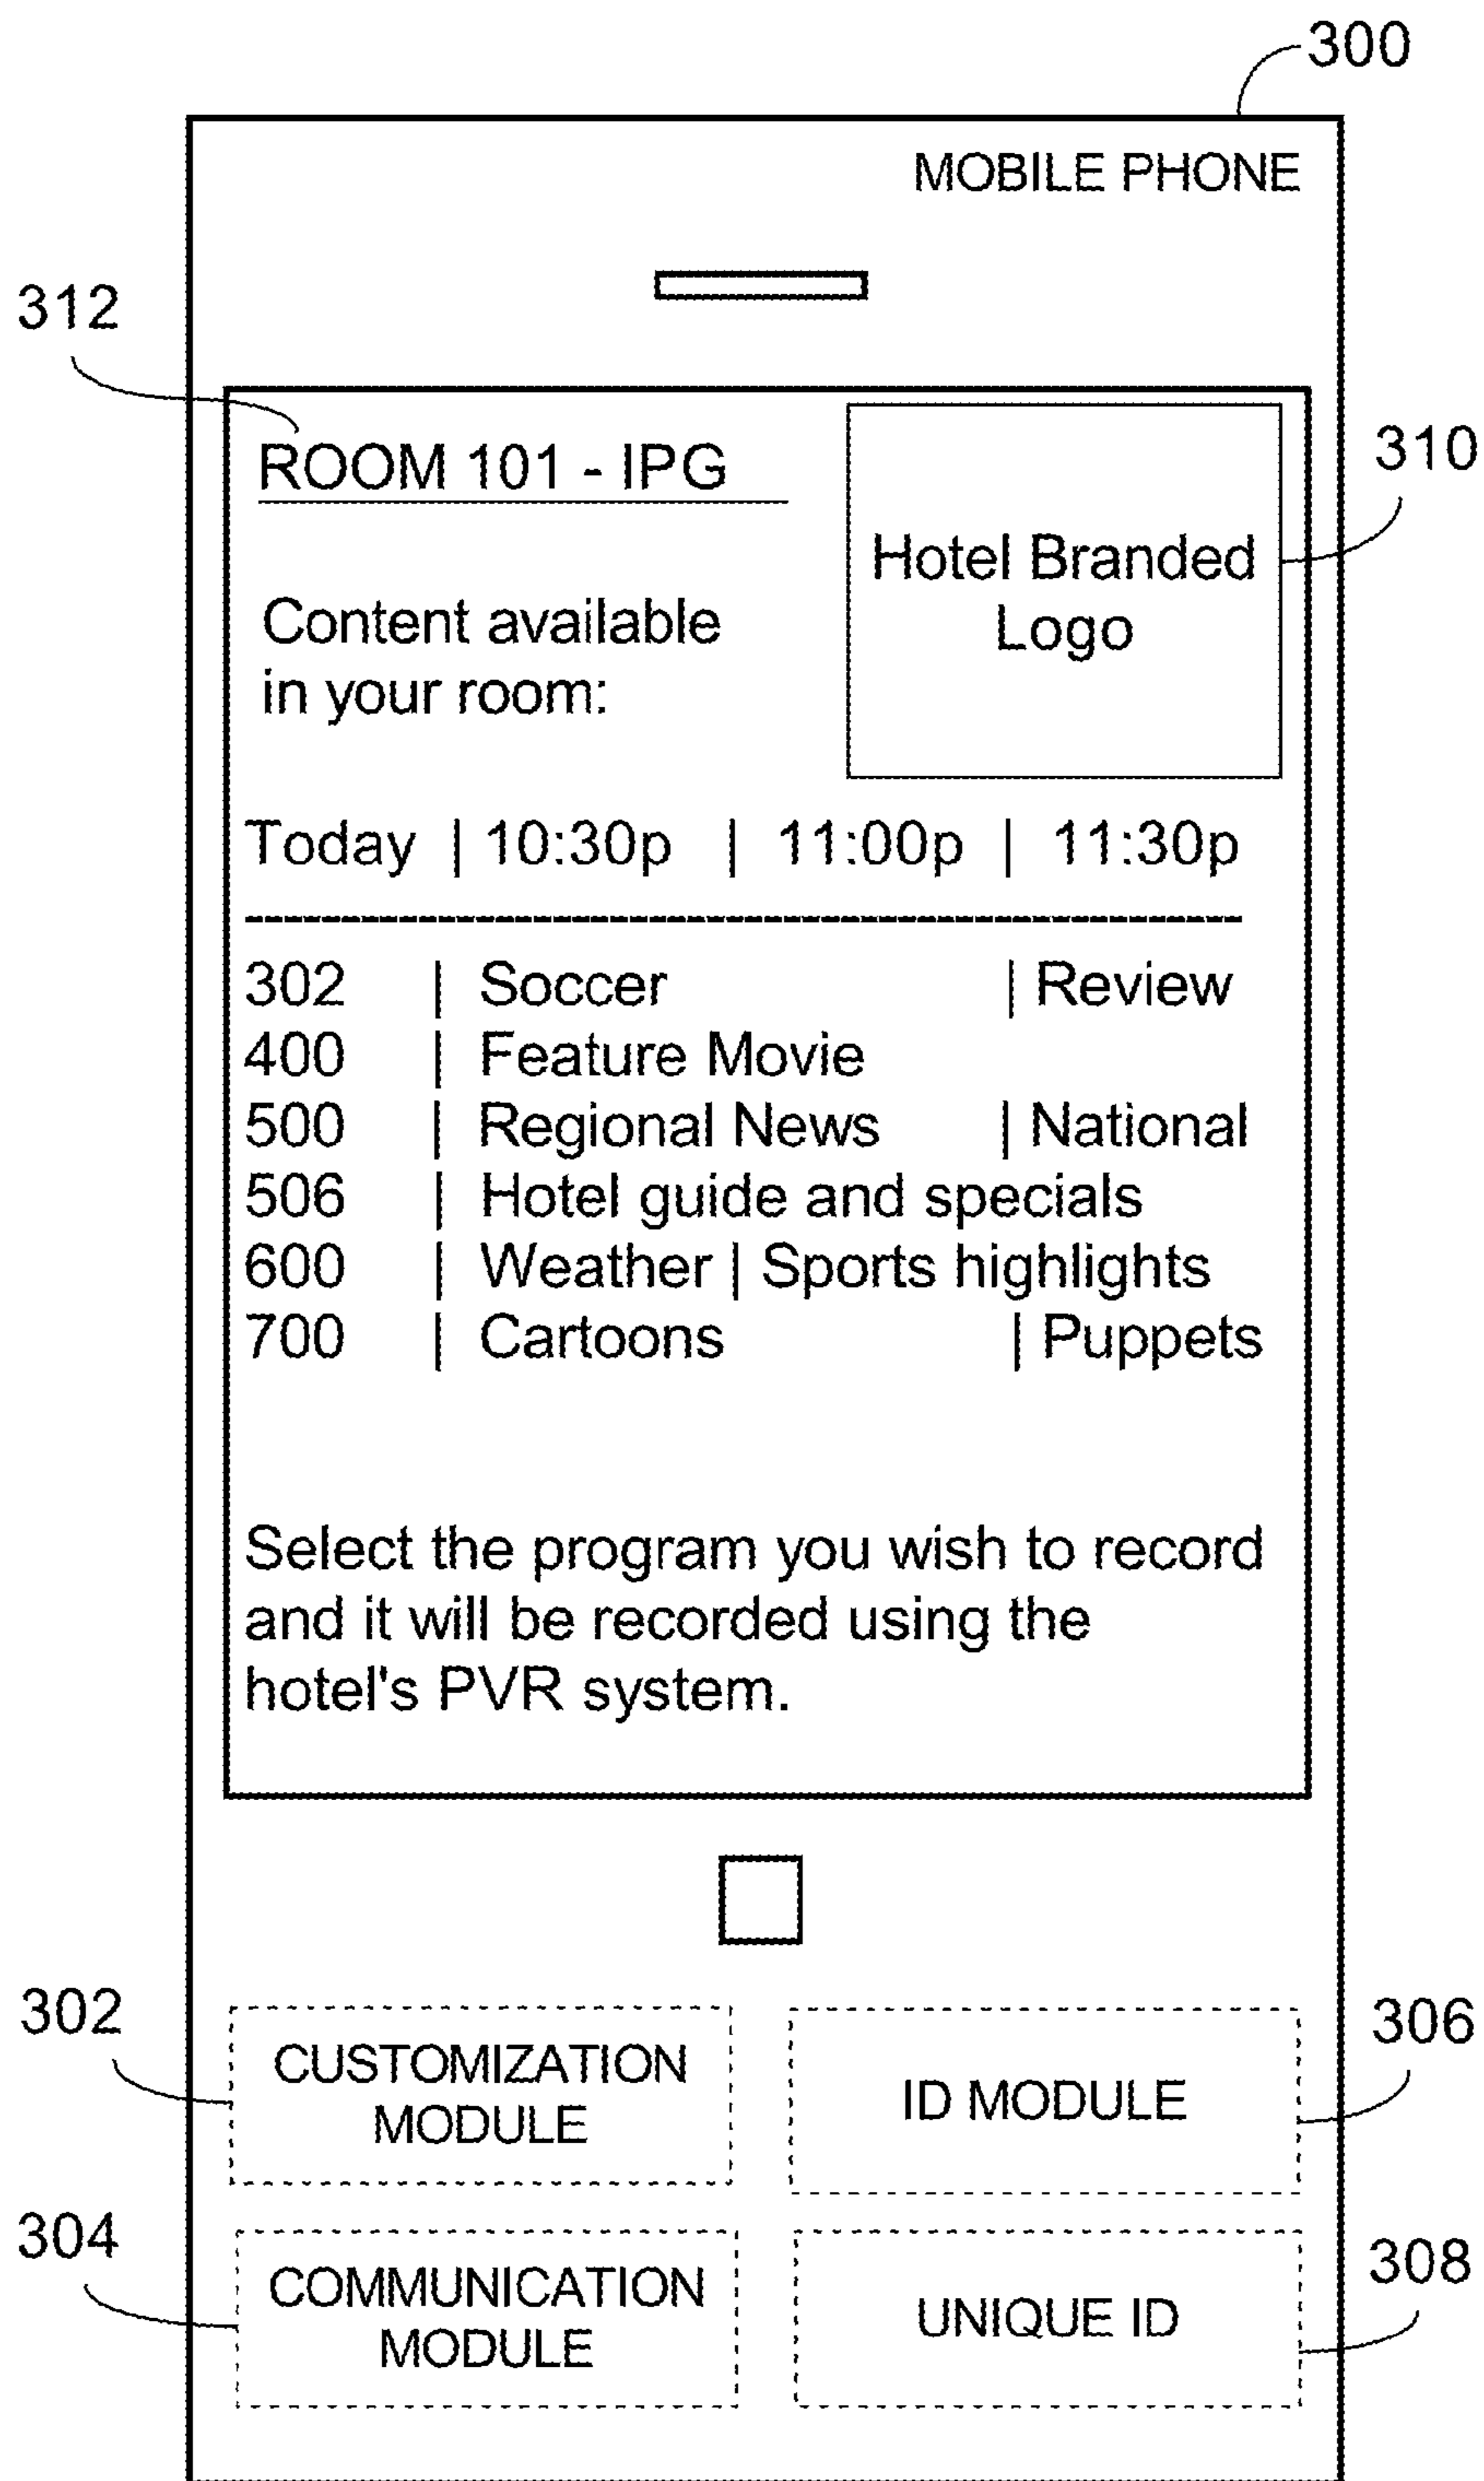 300
MOBILE PHONE
312
ROOM 101 - IPG
310
Hotel Branded
Logo
Content available
in your room:
Today | 10:30p | 11:00p | 11:30p
--------------------------------------------------
302 | Soccer | Review
400 | Feature Movie
500 | Regional News | National
506 | Hotel guide and specials
600 | Weather | Sports highlights
700 | Cartoons | Puppets
Select the program you wish to record
and it will be recorded using the
hotel's PVR system.
302
CUSTOMIZATION
MODULE
306
ID MODULE
304
COMMUNICATION
MODULE
308
UNIQUE ID